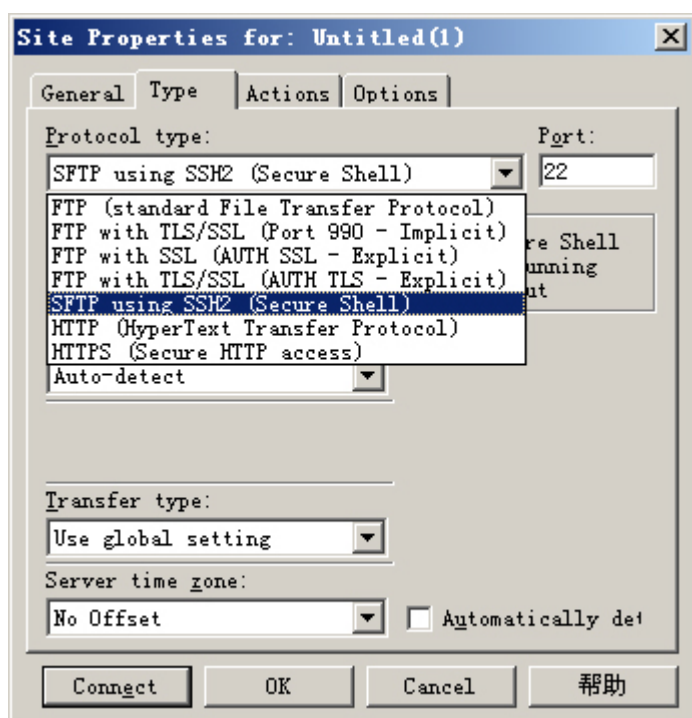 Site Properties for: Untitled(1)
General Type Actions Options
Protocol type: Port:
SFTP using SSH2 (Secure Shell) 22
FTP (standard File Transfer Protocol)
FTP with TLS/SSL (Port 990 - Implicit)
re Shell
FTP with SSL (AUTH SSL - Explicit)
unning
FTP with TLS/SSL (AUTH TLS - Explicit)
ut
SFTP using SSH2 (Secure Shell)
HTTP (HyperText Transfer Protocol)
HTTPS (Secure HTTP access)
Auto-detect
Transfer type:
Use global setting
Server time zone:
No Offset Automatically det
Connect OK Cancel 帮助